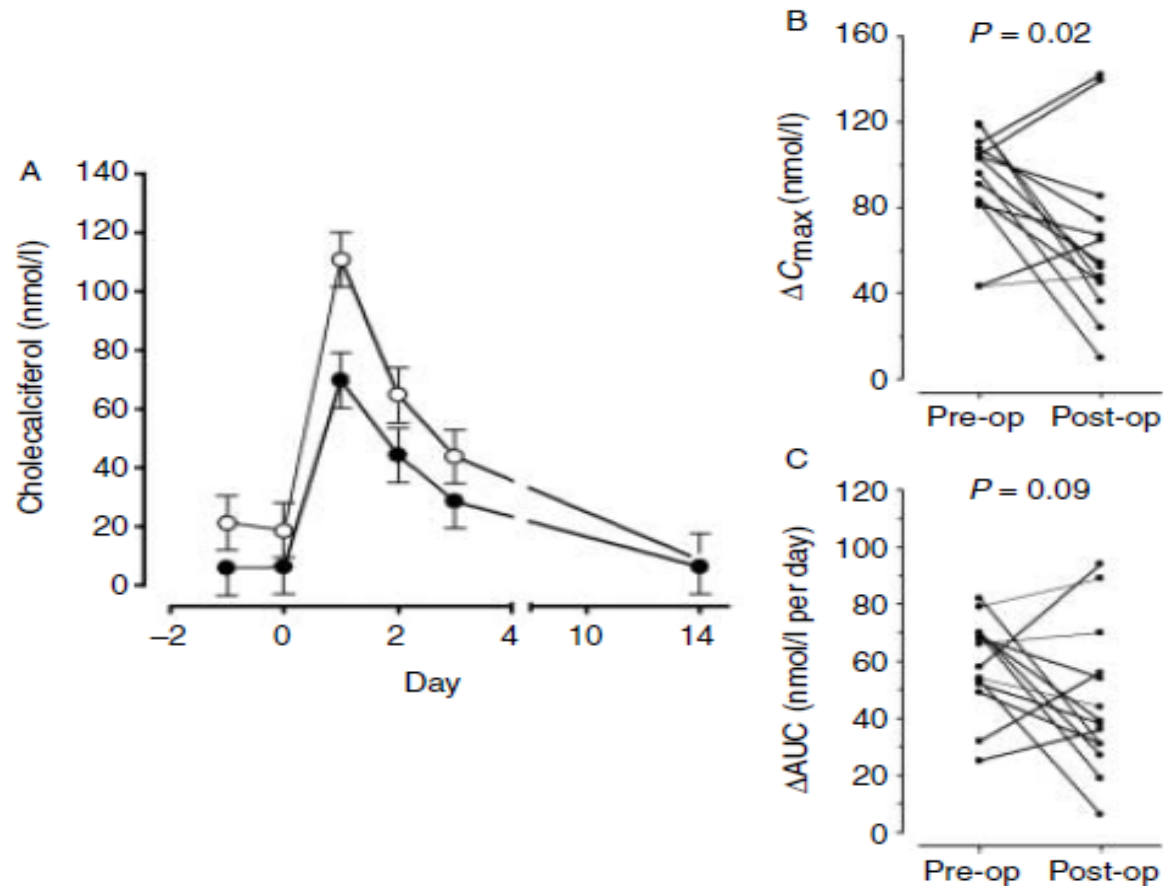 A
Cholecalciferol (nmol/l)
140
120
100
80
60
40
20
0
−2 0 2 4 10 14
Day
B
P = 0.02
ΔCmax (nmol/l)
160
120
80
40
0
Pre-op Post-op
C
P = 0.09
ΔAUC (nmol/l per day)
120
100
80
60
40
20
0
Pre-op Post-op